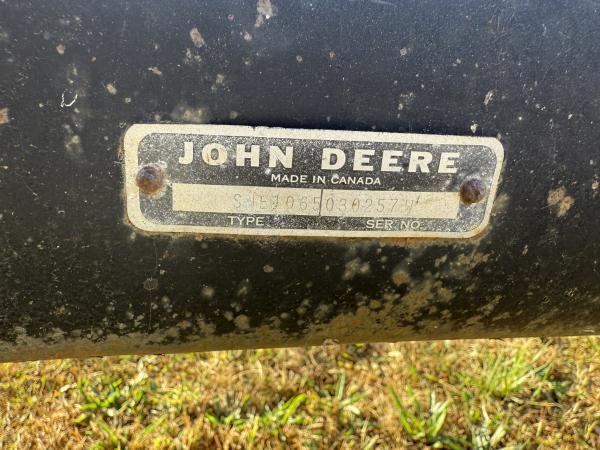 JOHN DEERE
MADE IN CANADA
TYPE SER. NO.